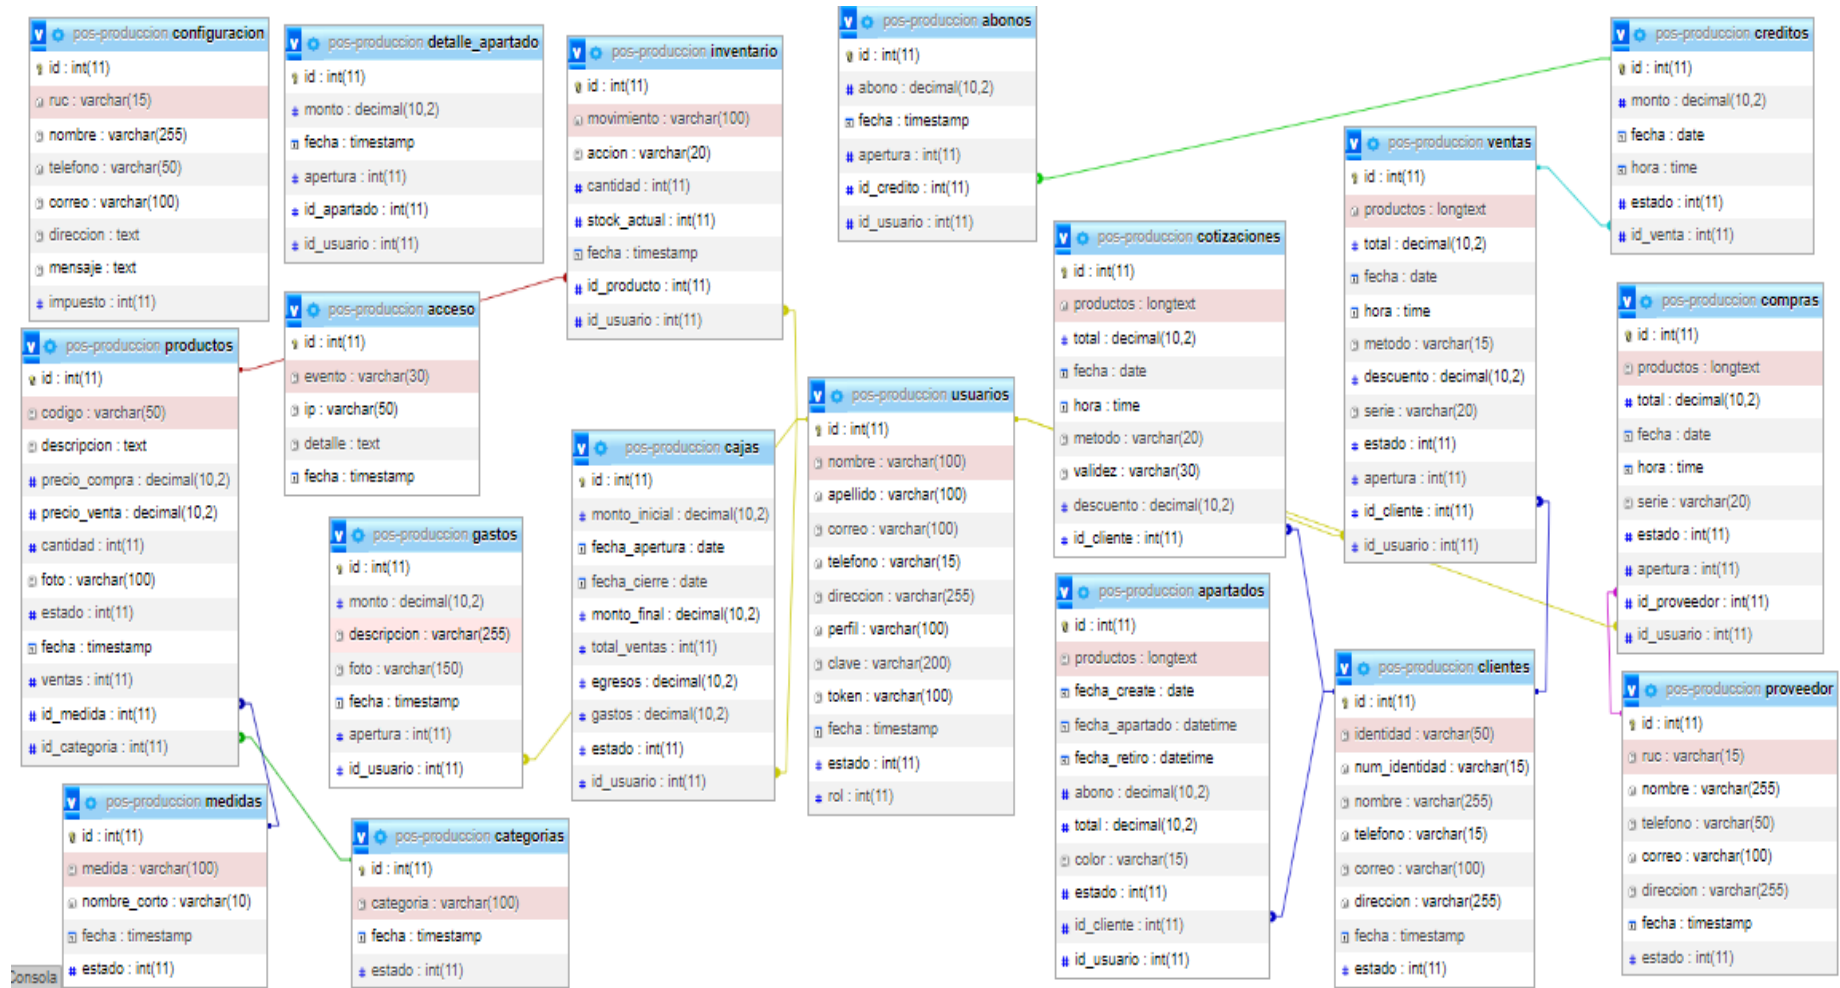 pos-produccion configuracion
id : int(11)
ruc : varchar(15)
nombre : varchar(255)
telefono : varchar(50)
correo : varchar(100)
direccion : text
mensaje : text
impuesto : int(11)
pos-produccion detalle_apartado
id : int(11)
monto : decimal(10,2)
fecha : timestamp
apertura : int(11)
id_apartado : int(11)
id_usuario : int(11)
pos-produccion inventario
id : int(11)
movimiento : varchar(100)
accion : varchar(20)
cantidad : int(11)
stock_actual : int(11)
fecha : timestamp
id_producto : int(11)
id_usuario : int(11)
pos-produccion abonos
id : int(11)
abono : decimal(10,2)
fecha : timestamp
apertura : int(11)
id_credito : int(11)
id_usuario : int(11)
pos-produccion creditos
id : int(11)
monto : decimal(10,2)
fecha : date
hora : time
estado : int(11)
id_venta : int(11)
pos-produccion ventas
id : int(11)
productos : longtext
total : decimal(10,2)
fecha : date
hora : time
metodo : varchar(15)
descuento : decimal(10,2)
serie : varchar(20)
estado : int(11)
apertura : int(11)
id_cliente : int(11)
id_usuario : int(11)
pos-produccion cotizaciones
id : int(11)
productos : longtext
total : decimal(10,2)
fecha : date
hora : time
metodo : varchar(20)
validez : varchar(30)
descuento : decimal(10,2)
id_cliente : int(11)
pos-produccion compras
id : int(11)
productos : longtext
total : decimal(10,2)
fecha : date
hora : time
serie : varchar(20)
estado : int(11)
apertura : int(11)
id_proveedor : int(11)
id_usuario : int(11)
pos-produccion acceso
id : int(11)
evento : varchar(30)
ip : varchar(50)
detalle : text
fecha : timestamp
pos-produccion productos
id : int(11)
codigo : varchar(50)
descripcion : text
precio_compra : decimal(10,2)
precio_venta : decimal(10,2)
cantidad : int(11)
foto : varchar(100)
estado : int(11)
fecha : timestamp
ventas : int(11)
id_medida : int(11)
id_categoria : int(11)
pos-produccion usuarios
id : int(11)
nombre : varchar(100)
apellido : varchar(100)
correo : varchar(100)
telefono : varchar(15)
direccion : varchar(255)
perfil : varchar(100)
clave : varchar(200)
token : varchar(100)
fecha : timestamp
estado : int(11)
rol : int(11)
pos-produccion cajas
id : int(11)
monto_inicial : decimal(10,2)
fecha_apertura : date
fecha_cierre : date
monto_final : decimal(10,2)
total_ventas : int(11)
egresos : decimal(10,2)
gastos : decimal(10,2)
estado : int(11)
id_usuario : int(11)
pos-produccion gastos
id : int(11)
monto : decimal(10,2)
descripcion : varchar(255)
foto : varchar(150)
fecha : timestamp
apertura : int(11)
id_usuario : int(11)
pos-produccion apartados
id : int(11)
productos : longtext
fecha_create : date
fecha_apartado : datetime
fecha_retiro : datetime
abono : decimal(10,2)
total : decimal(10,2)
color : varchar(15)
estado : int(11)
id_cliente : int(11)
id_usuario : int(11)
pos-produccion clientes
id : int(11)
identidad : varchar(50)
num_identidad : varchar(15)
nombre : varchar(255)
telefono : varchar(15)
correo : varchar(100)
direccion : varchar(255)
fecha : timestamp
estado : int(11)
pos-produccion proveedor
id : int(11)
ruc : varchar(15)
nombre : varchar(255)
telefono : varchar(50)
correo : varchar(100)
direccion : varchar(255)
fecha : timestamp
estado : int(11)
pos-produccion medidas
id : int(11)
medida : varchar(100)
nombre_corto : varchar(10)
fecha : timestamp
estado : int(11)
pos-produccion categorias
id : int(11)
categoria : varchar(100)
fecha : timestamp
estado : int(11)
Consola